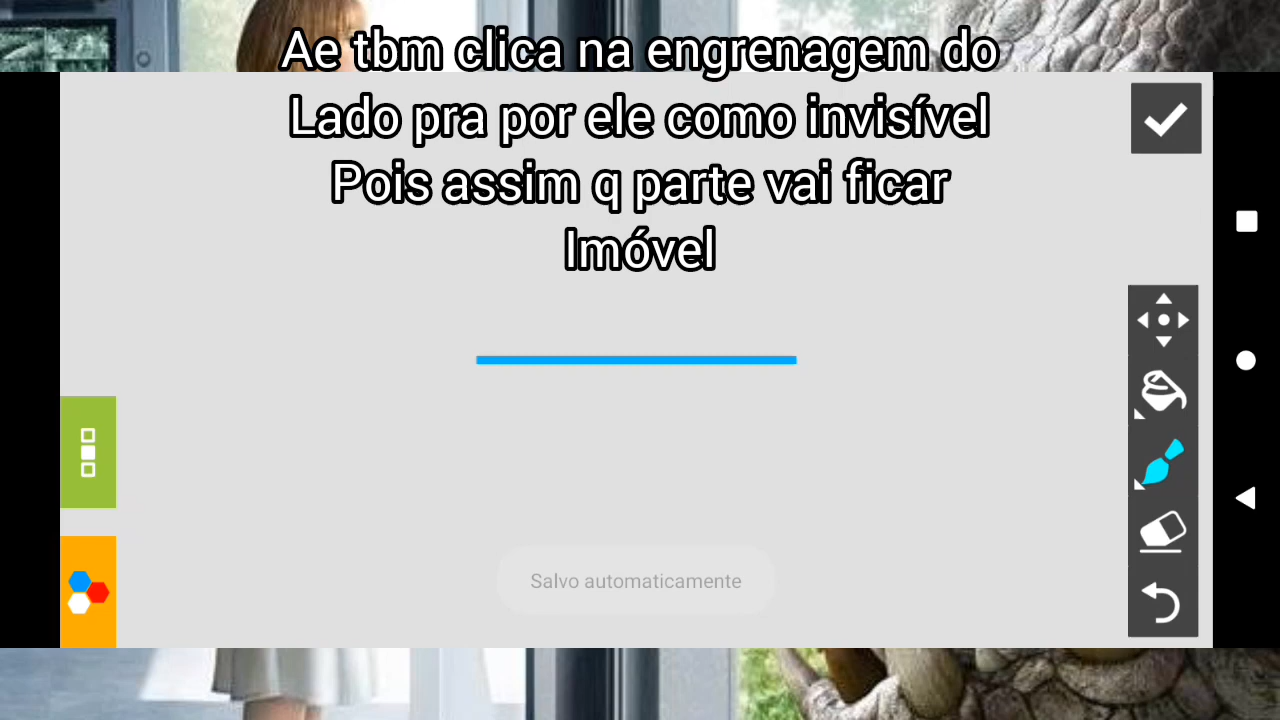 Ae tbm clica na engrenagem do
Lado pra por ele como invisível
Pois assim q parte vai ficar
Imóvel
Salvo automaticamente